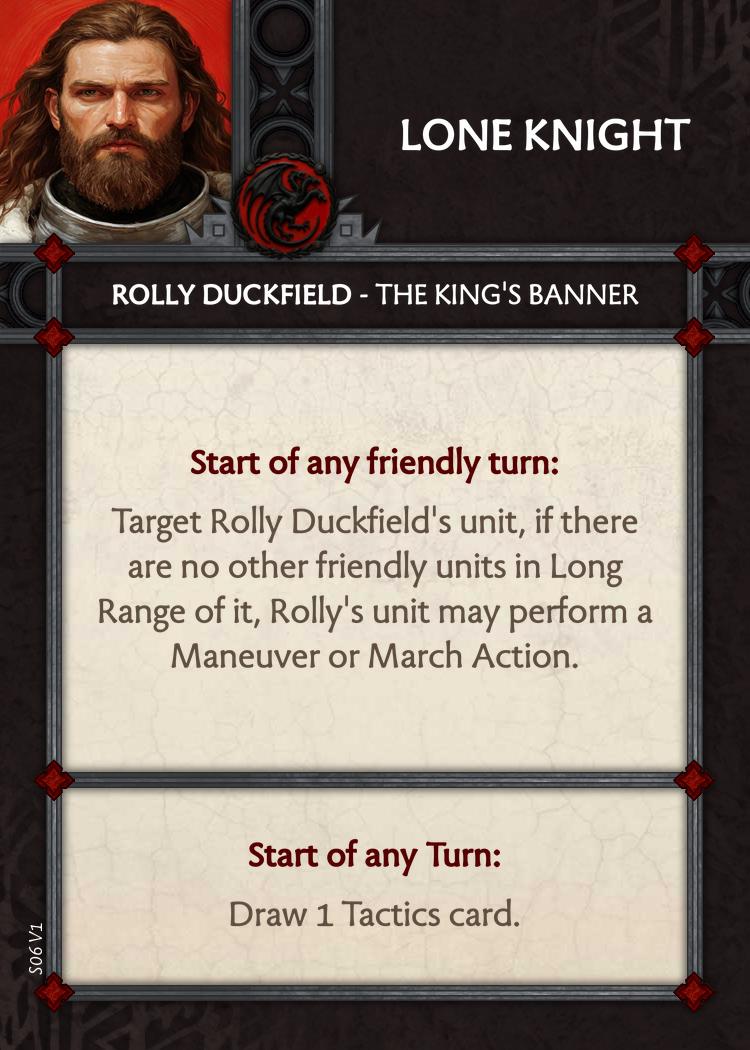 LONE KNIGHT
ROLLY DUCKFIELD - THE KING'S BANNER
Start of any friendly turn:
Target Rolly Duckfield's unit, if there
are no other friendly units in Long
Range of it, Rolly's unit may perform a
Maneuver or March Action.
Start of any Turn:
Draw 1 Tactics card.
S06 V1